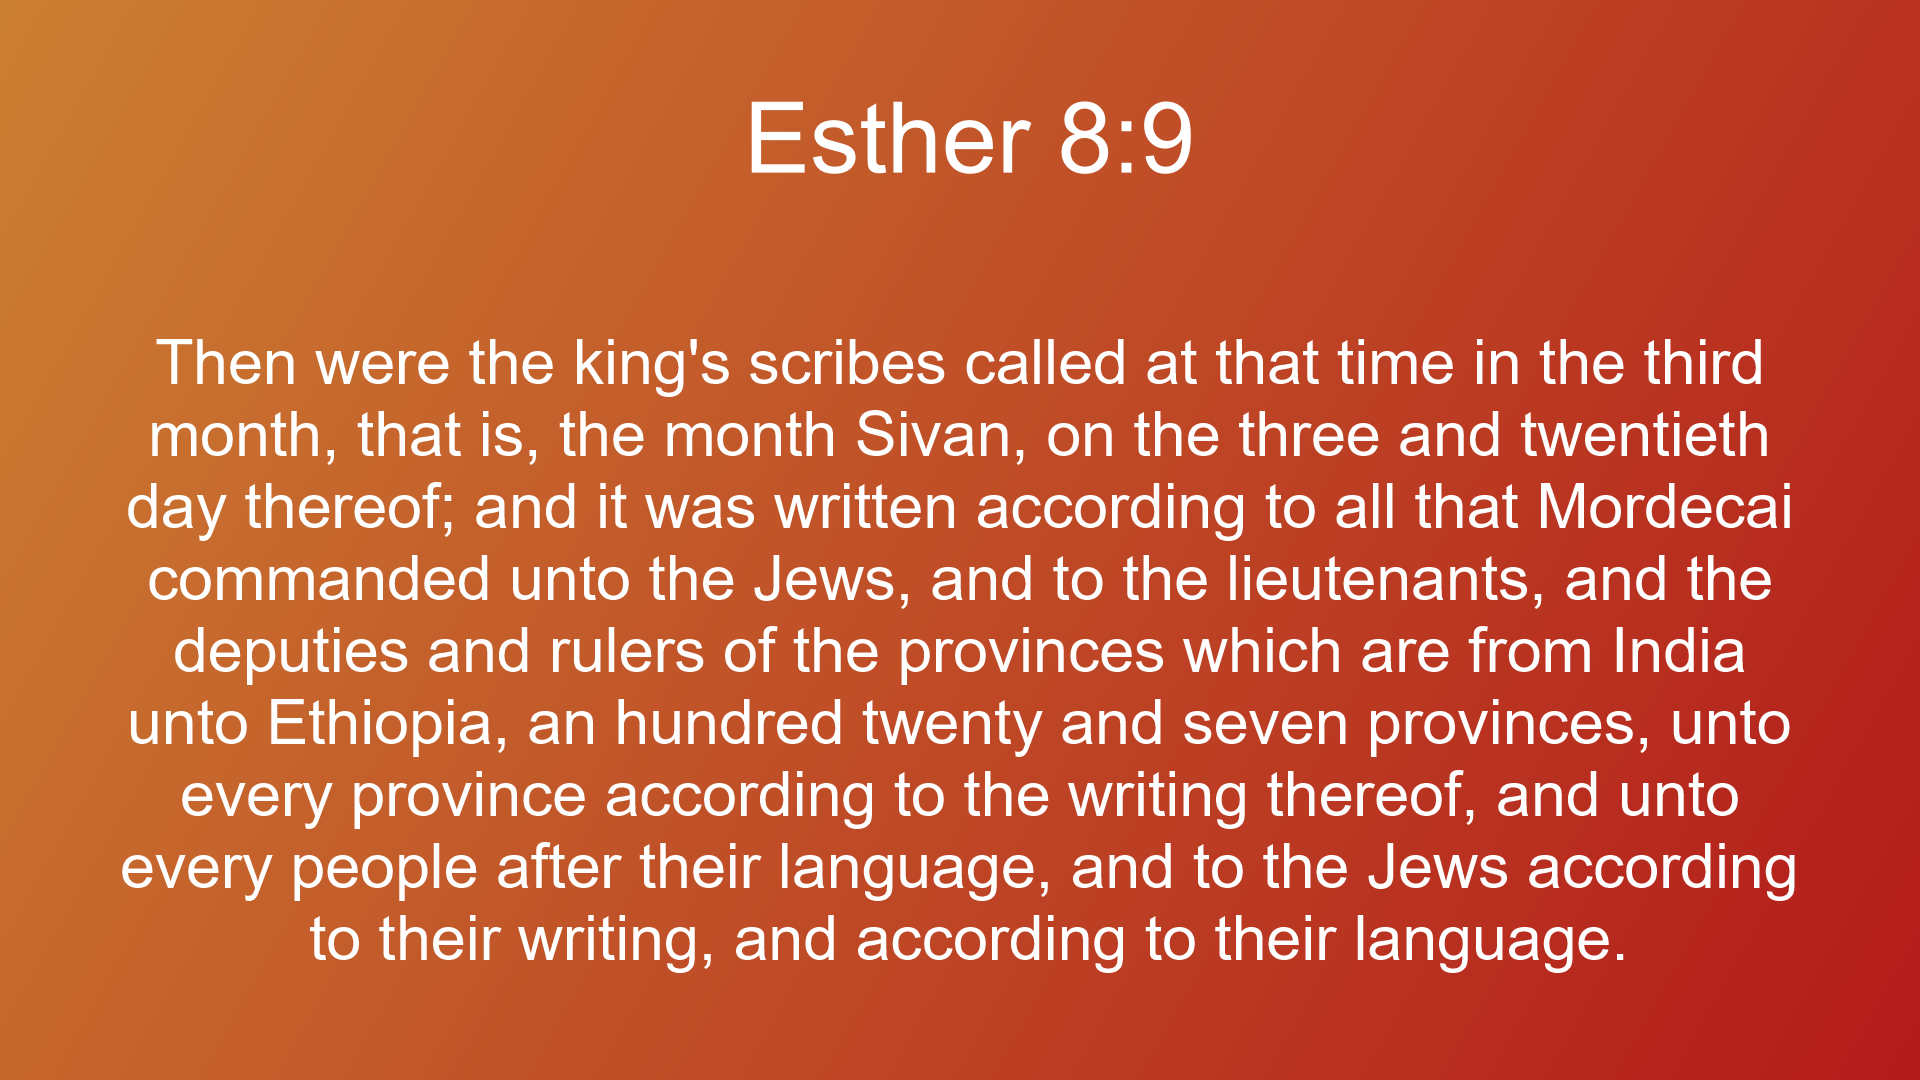 Esther 8:9
Then were the king's scribes called at that time in the third
month, that is, the month Sivan, on the three and twentieth
day thereof; and it was written according to all that Mordecai
commanded unto the Jews, and to the lieutenants, and the
deputies and rulers of the provinces which are from India
unto Ethiopia, an hundred twenty and seven provinces, unto
every province according to the writing thereof, and unto
every people after their language, and to the Jews according
to their writing, and according to their language.